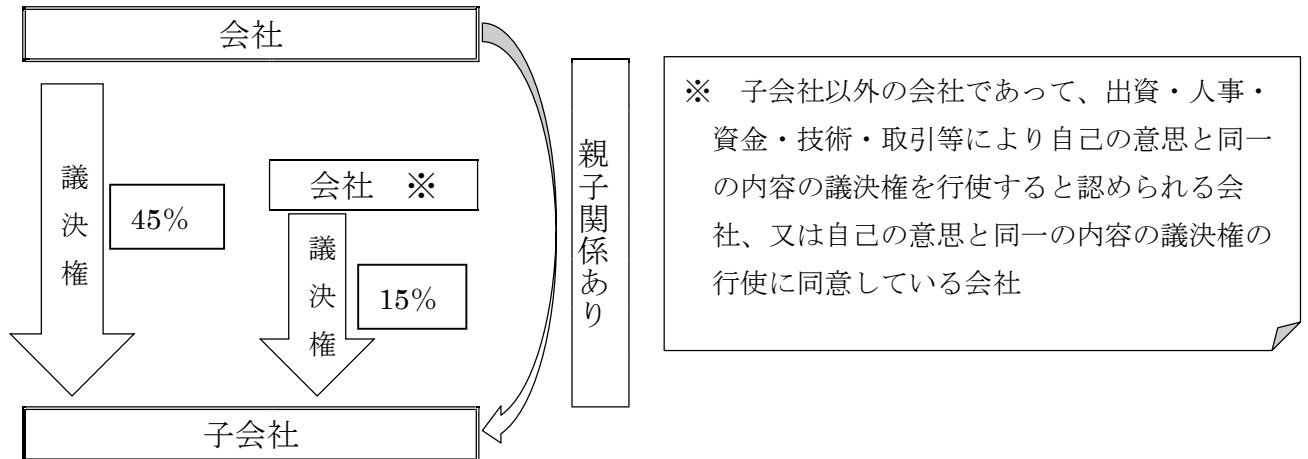 会社
議決権
45%
会社 ※
議決権
15%
親子関係あり
子会社
※ 子会社以外の会社であって、出資・人事・
資金・技術・取引等により自己の意思と同一
の内容の議決権を行使すると認められる会
社、又は自己の意思と同一の内容の議決権の
行使に同意している会社